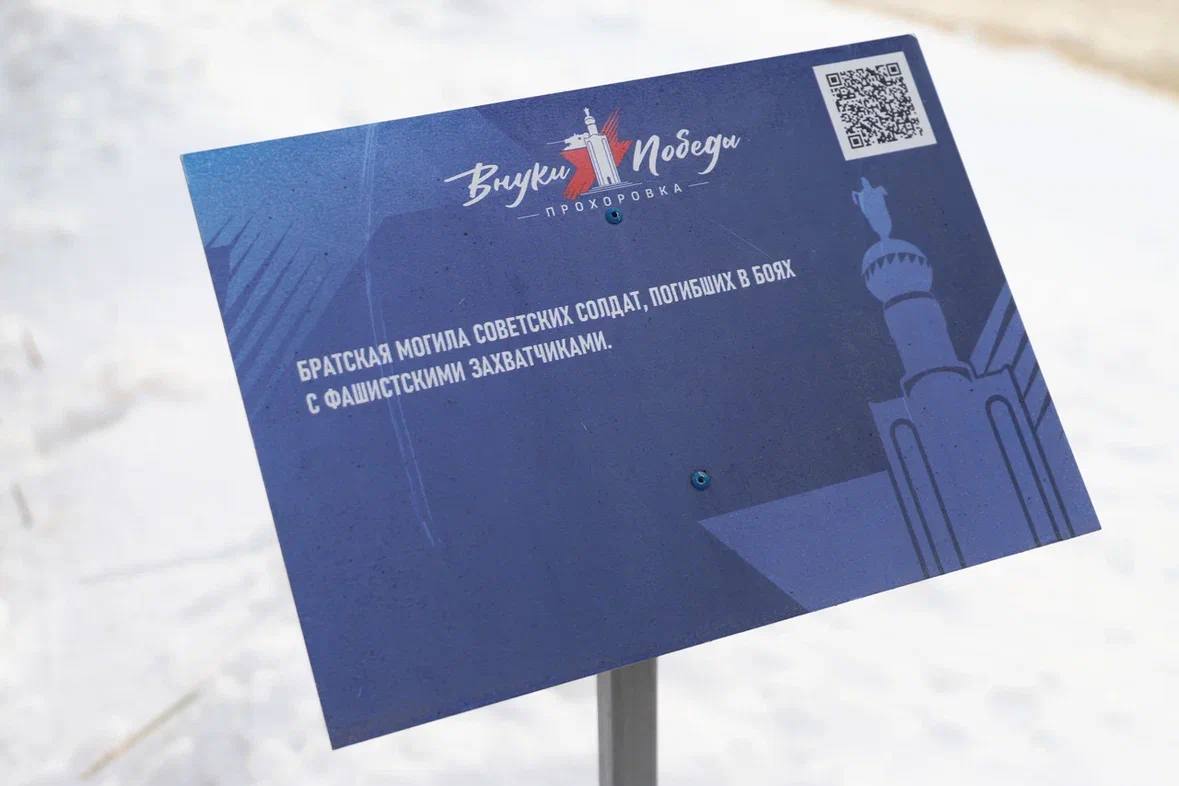 Внуки Победы
ПРОХОРОВКА
БРАТСКАЯ МОГИЛА СОВЕТСКИХ СОЛДАТ, ПОГИБШИХ В БОЯХ
С ФАШИСТСКИМИ ЗАХВАТЧИКАМИ.